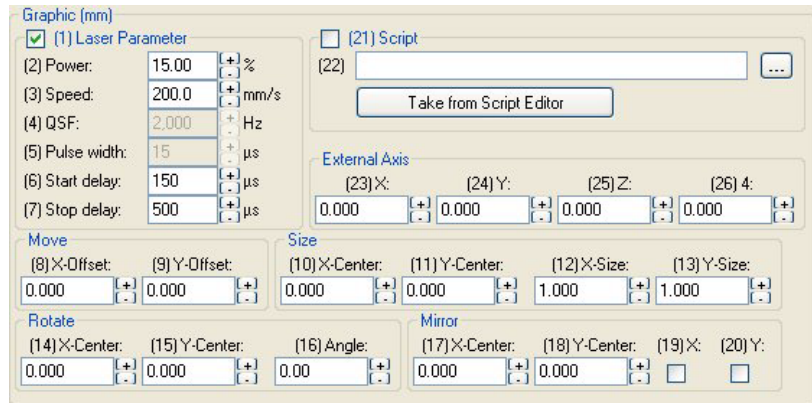 Graphic (mm)
(1) Laser Parameter
(2) Power: 15.00 + - %
(3) Speed: 200.0 + - mm/s
(4) QSF: 2,000 + - Hz
(5) Pulse width: 15 + - µs
(6) Start delay: 150 + - µs
(7) Stop delay: 500 + - µs
(21) Script
(22) ...
Take from Script Editor
External Axis
(23) X: (24) Y: (25) Z: (26) 4:
0.000 + - 0.000 + - 0.000 + - 0.000 + -
Move
(8) X-Offset: (9) Y-Offset:
0.000 + - 0.000 + -
Size
(10) X-Center: (11) Y-Center: (12) X-Size: (13) Y-Size:
0.000 + - 0.000 + - 1.000 + - 1.000 + -
Rotate
(14) X-Center: (15) Y-Center: (16) Angle:
0.000 + - 0.000 + - 0.00 + -
Mirror
(17) X-Center: (18) Y-Center: (19) X: (20) Y:
0.000 + - 0.000 + -